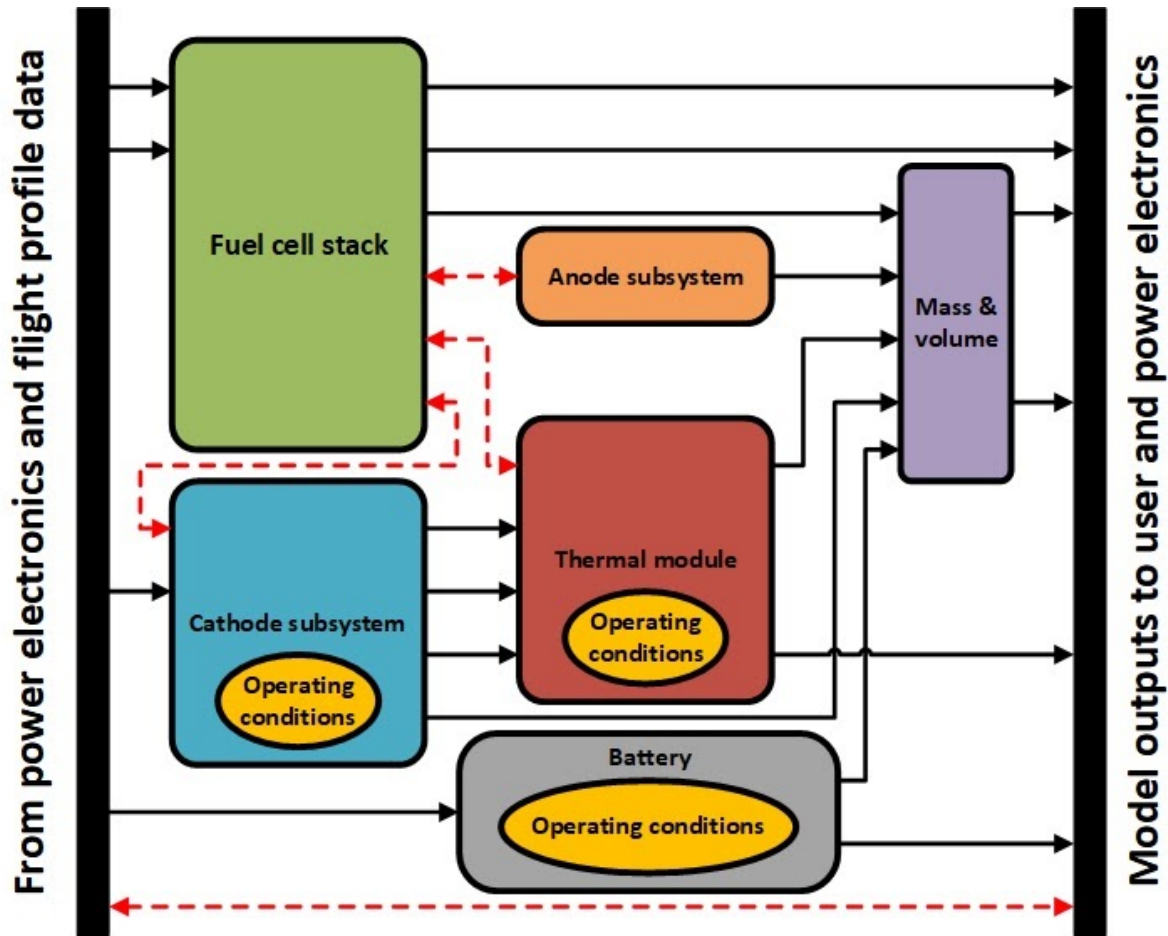 From power electronics and flight profile data
Fuel cell stack
Anode subsystem
Mass &
volume
Thermal module
Operating
conditions
Cathode subsystem
Operating
conditions
Battery
Operating conditions
Model outputs to user and power electronics